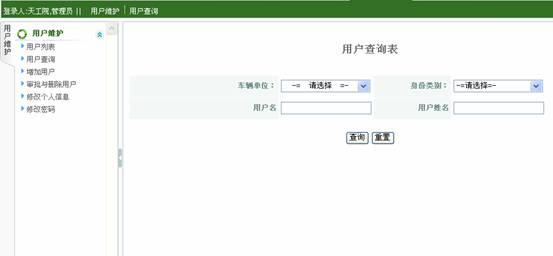 登录人:天工院,管理员 || 用户维护 用户查询
用户维护
用户维护
用户列表
用户查询
增加用户
审批与删除用户
修改个人信息
修改密码
用户查询表
车辆单位： -= 请选择 =- 身份类别： -=请选择=-
用户名 用户姓名
查询 重置